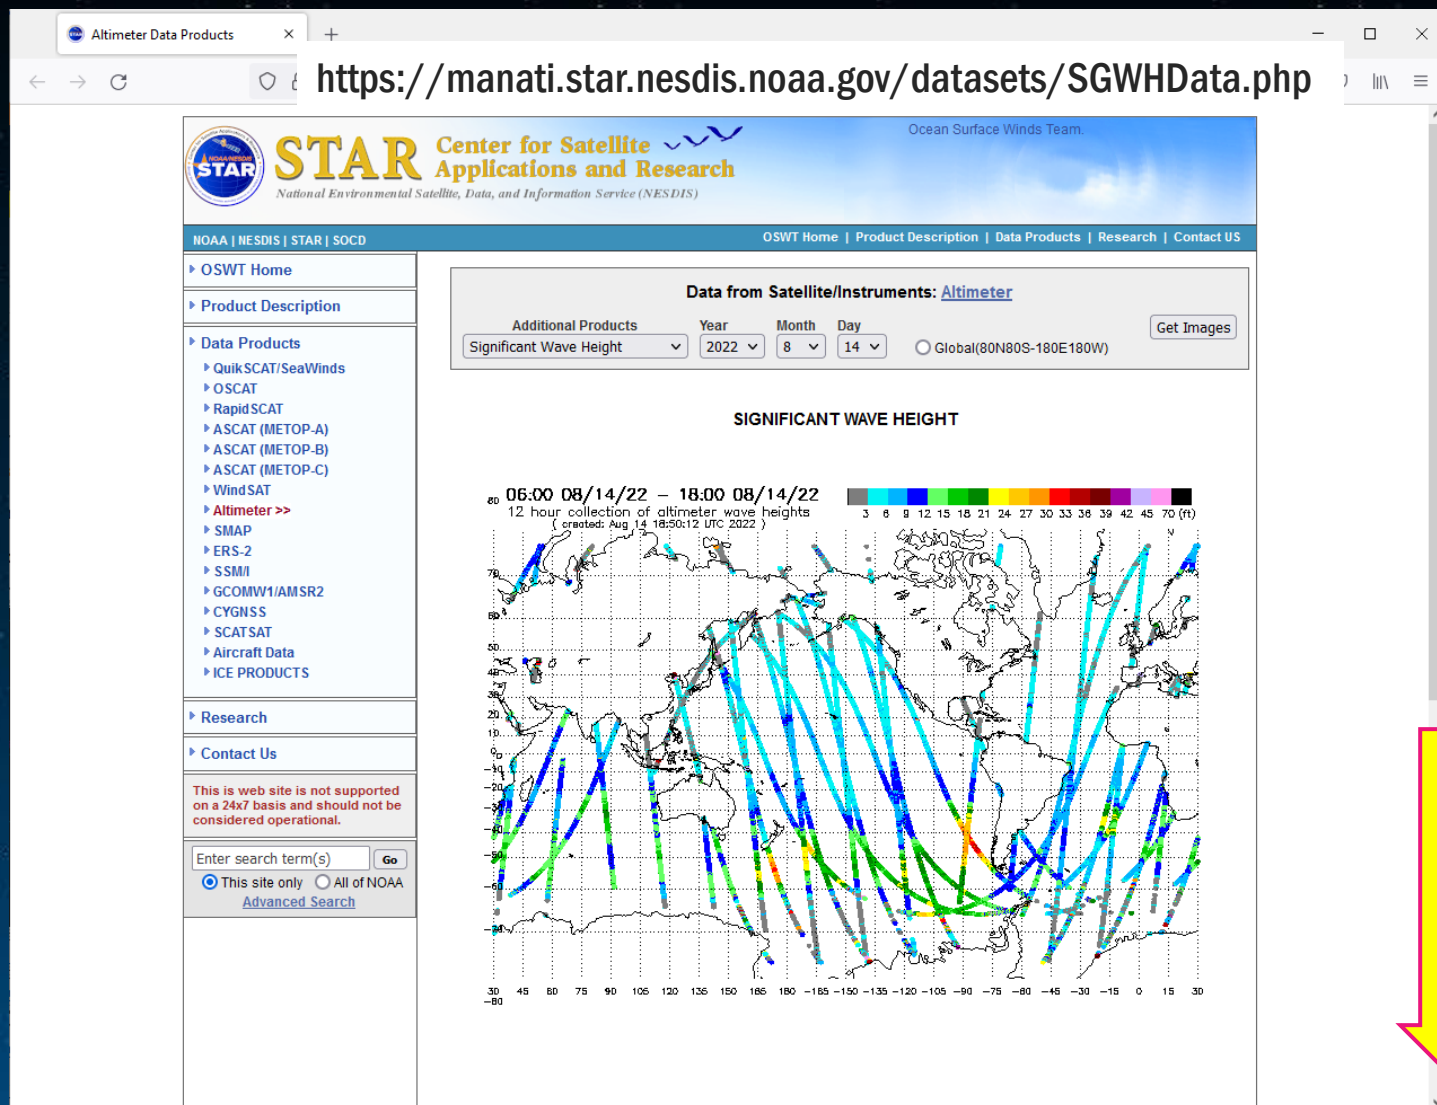 Altimeter Data Products
https://manati.star.nesdis.noaa.gov/datasets/SGWHData.php
NOAA/NESDIS
STAR
STAR
Center for Satellite
Applications and Research
National Environmental Satellite, Data, and Information Service (NESDIS)
Ocean Surface Winds Team.
NOAA | NESDIS | STAR | SOCD
OSWT Home | Product Description | Data Products | Research | Contact US
OSWT Home
Product Description
Data Products
QuikSCAT/SeaWinds
OSCAT
RapidSCAT
ASCAT (METOP-A)
ASCAT (METOP-B)
ASCAT (METOP-C)
WindSAT
Altimeter >>
SMAP
ERS-2
SSM/I
GCOMW1/AMSR2
CYGNSS
SCATSAT
Aircraft Data
ICE PRODUCTS
Research
Contact Us
This is web site is not supported
on a 24x7 basis and should not be
considered operational.
Enter search term(s) Go
This site only All of NOAA
Advanced Search
Data from Satellite/Instruments: Altimeter
Additional Products Year Month Day
Significant Wave Height 2022 8 14 Global(80N80S-180E180W) Get Images
SIGNIFICANT WAVE HEIGHT
80 06:00 08/14/22 – 18:00 08/14/22
12 hour collection of altimeter wave heights
( created: Aug 14 18:50:12 UTC 2022 )
3 6 9 12 15 18 21 24 27 30 33 36 39 42 45 70 (ft)
30 45 60 75 90 105 120 135 150 165 180 -165 -150 -135 -120 -105 -90 -75 -60 -45 -30 -15 0 15 30
-80